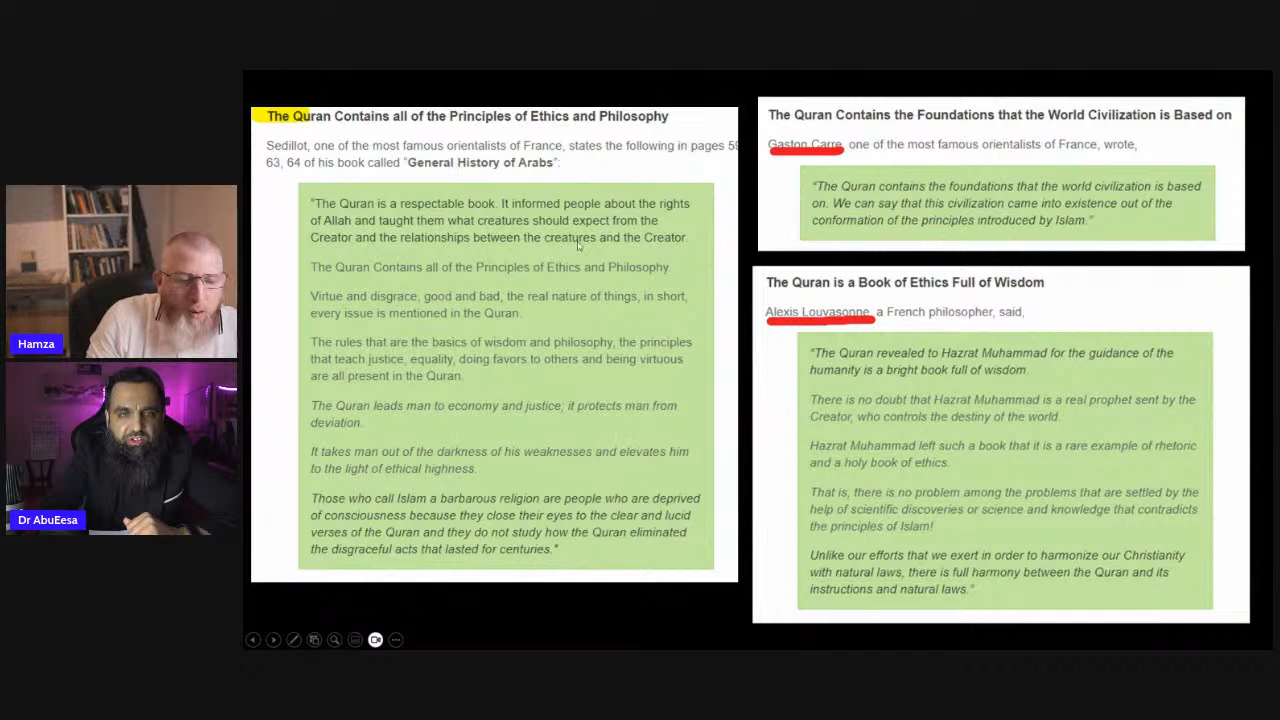 The Quran Contains all of the Principles of Ethics and Philosophy
Sedillot, one of the most famous orientalists of France, states the following in pages 59
63, 64 of his book called "General History of Arabs":
"The Quran is a respectable book. It informed people about the rights
of Allah and taught them what creatures should expect from the
Creator and the relationships between the creatures and the Creator.
The Quran Contains all of the Principles of Ethics and Philosophy.
Virtue and disgrace, good and bad, the real nature of things, in short,
every issue is mentioned in the Quran.
The rules that are the basics of wisdom and philosophy, the principles
that teach justice, equality, doing favors to others and being virtuous
are all present in the Quran.
The Quran leads man to economy and justice; it protects man from
deviation.
It takes man out of the darkness of his weaknesses and elevates him
to the light of ethical highness.
Those who call Islam a barbarous religion are people who are deprived
of consciousness because they close their eyes to the clear and lucid
verses of the Quran and they do not study how the Quran eliminated
the disgraceful acts that lasted for centuries."
The Quran Contains the Foundations that the World Civilization is Based on
Gaston Carre, one of the most famous orientalists of France, wrote,
"The Quran contains the foundations that the world civilization is based
on. We can say that this civilization came into existence out of the
conformation of the principles introduced by Islam."
The Quran is a Book of Ethics Full of Wisdom
Alexis Louvasonne, a French philosopher, said,
"The Quran revealed to Hazrat Muhammad for the guidance of the
humanity is a bright book full of wisdom.
There is no doubt that Hazrat Muhammad is a real prophet sent by the
Creator, who controls the destiny of the world.
Hazrat Muhammad left such a book that it is a rare example of rhetoric
and a holy book of ethics.
That is, there is no problem among the problems that are settled by the
help of scientific discoveries or science and knowledge that contradicts
the principles of Islam!
Unlike our efforts that we exert in order to harmonize our Christianity
with natural laws, there is full harmony between the Quran and its
instructions and natural laws."
Hamza
Dr AbuEesa